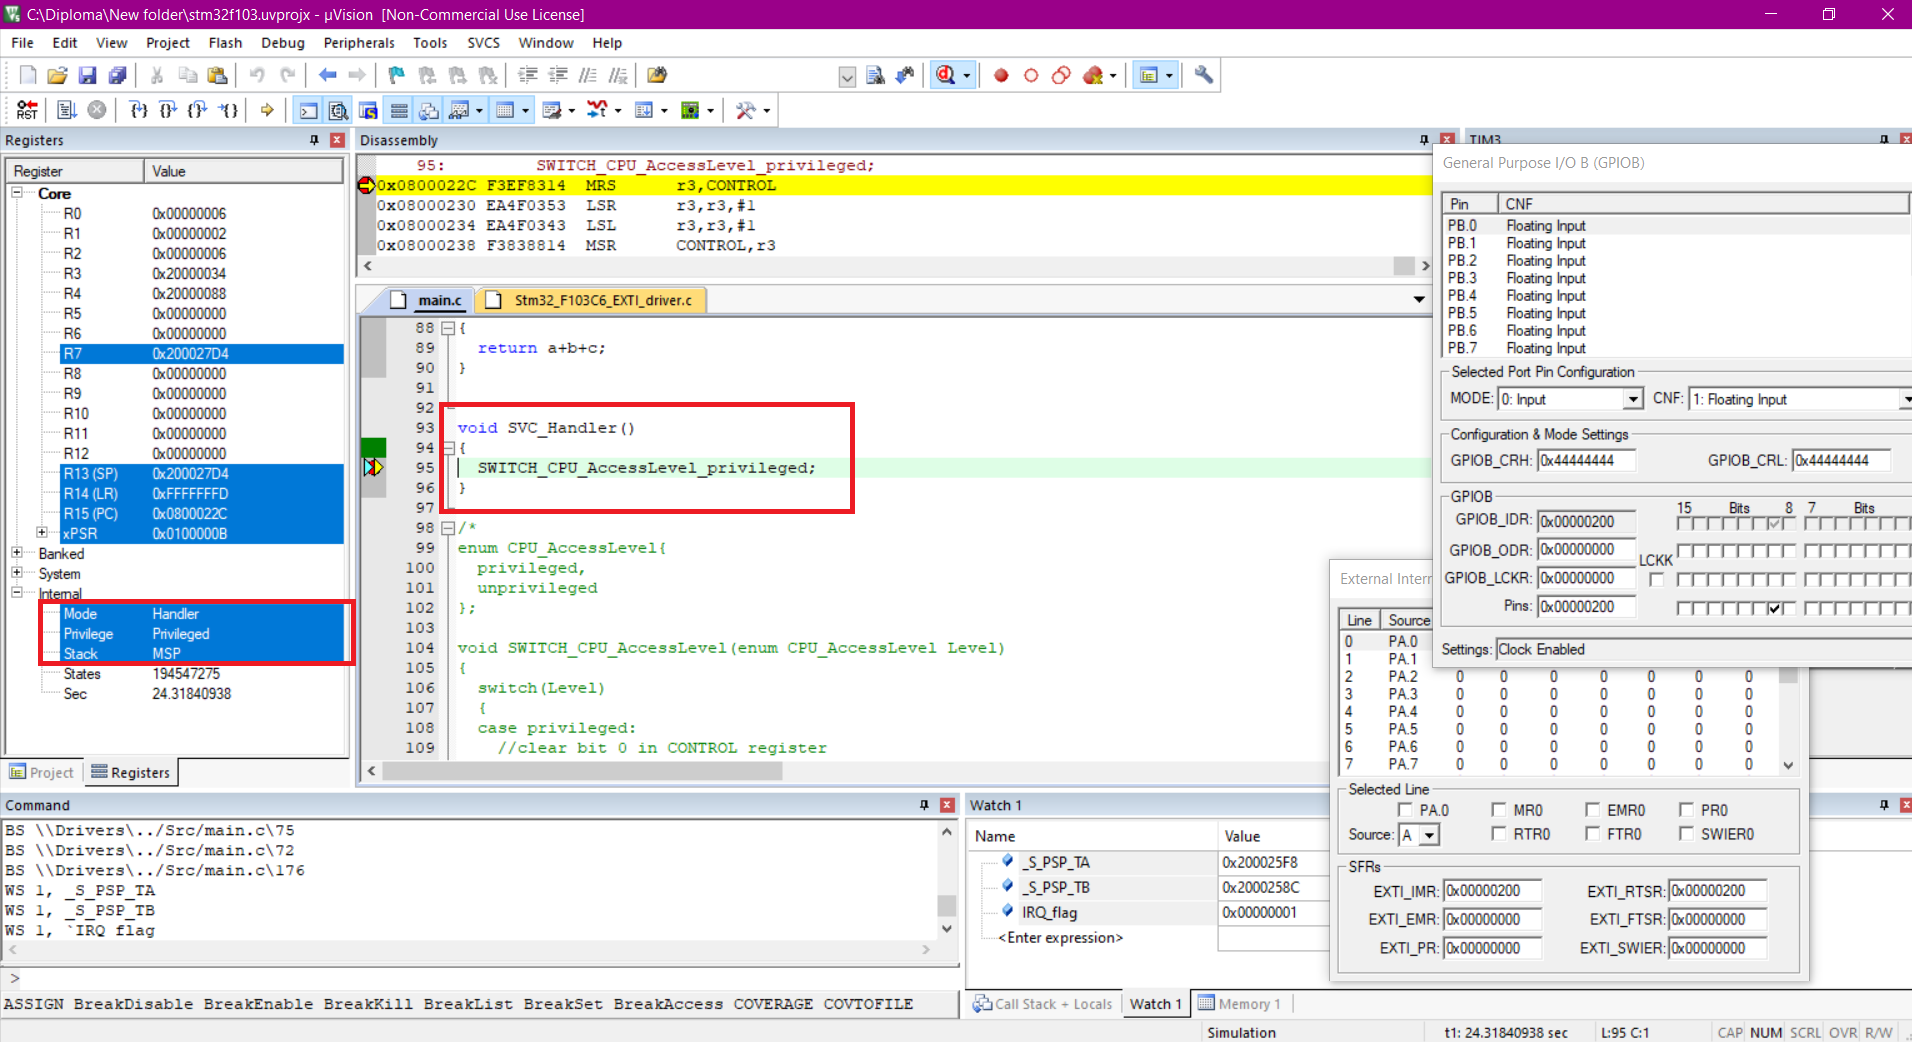 C:\Diploma\New folder\stm32f103.uvprojx - µVision  [Non-Commercial Use License]
File Edit View Project Flash Debug Peripherals Tools SVCS Window Help
Registers
Register Value
Core
R0 0x00000006
R1 0x00000002
R2 0x00000006
R3 0x20000034
R4 0x20000088
R5 0x00000000
R6 0x00000000
R7 0x200027D4
R8 0x00000000
R9 0x00000000
R10 0x00000000
R11 0x00000000
R12 0x00000000
R13 (SP) 0x200027D4
R14 (LR) 0xFFFFFFFD
R15 (PC) 0x0800022C
xPSR 0x0100000B
Banked
System
Internal
Mode Handler
Privilege Privileged
Stack MSP
States 194547275
Sec 24.31840938
Project Registers
Disassembly
95: SWITCH_CPU_AccessLevel_privileged;
0x0800022C F3EF8314 MRS r3,CONTROL
0x08000230 EA4F0353 LSR r3,r3,#1
0x08000234 EA4F0343 LSL r3,r3,#1
0x08000238 F3838814 MSR CONTROL,r3
main.c Stm32_F103C6_EXTI_driver.c
88 {
89 return a+b+c;
90 }
91
92
93 void SVC_Handler()
94 {
95 SWITCH_CPU_AccessLevel_privileged;
96 }
97
98 /*
99 enum CPU_AccessLevel{
100 privileged,
101 unprivileged
102 };
103
104 void SWITCH_CPU_AccessLevel(enum CPU_AccessLevel Level)
105 {
106 switch(Level)
107 {
108 case privileged:
109 //clear bit 0 in CONTROL register
TIM3
General Purpose I/O B (GPIOB)
Pin CNF
PB.0 Floating Input
PB.1 Floating Input
PB.2 Floating Input
PB.3 Floating Input
PB.4 Floating Input
PB.5 Floating Input
PB.6 Floating Input
PB.7 Floating Input
Selected Port Pin Configuration
MODE: 0: Input CNF: 1: Floating Input
Configuration & Mode Settings
GPIOB_CRH: 0x44444444 GPIOB_CRL: 0x44444444
GPIOB
15 Bits 8 7 Bits
GPIOB_IDR: 0x00000200
GPIOB_ODR: 0x00000000
LCKK
GPIOB_LCKR: 0x00000000
Pins: 0x00000200
Settings: Clock Enabled
External Interr
Line Source
0 PA.0
1 PA.1
2 PA.2 0 0 0 0 0 0 0
3 PA.3 0 0 0 0 0 0 0
4 PA.4 0 0 0 0 0 0 0
5 PA.5 0 0 0 0 0 0 0
6 PA.6 0 0 0 0 0 0 0
7 PA.7 0 0 0 0 0 0 0
Selected Line
PA.0 MR0 EMR0 PR0
Source: A RTR0 FTR0 SWIER0
SFRs
EXTI_IMR: 0x00000200 EXTI_RTSR: 0x00000200
EXTI_EMR: 0x00000000 EXTI_FTSR: 0x00000000
EXTI_PR: 0x00000000 EXTI_SWIER: 0x00000000
Command
BS \\Drivers\../Src/main.c\75
BS \\Drivers\../Src/main.c\72
BS \\Drivers\../Src/main.c\176
WS 1, _S_PSP_TA
WS 1, _S_PSP_TB
WS 1, `IRQ_flag
>
ASSIGN BreakDisable BreakEnable BreakKill BreakList BreakSet BreakAccess COVERAGE COVTOFILE
Watch 1
Name Value
_S_PSP_TA 0x200025F8
_S_PSP_TB 0x2000258C
IRQ_flag 0x00000001
<Enter expression>
Call Stack + Locals Watch 1 Memory 1
Simulation t1: 24.31840938 sec L:95 C:1 CAP NUM SCRL OVR R/W